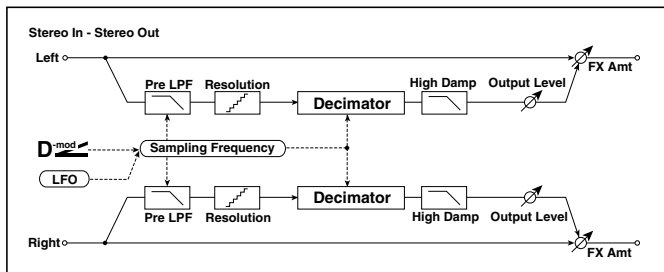 Stereo In - Stereo Out
Left
FX Amt
Pre LPF
Resolution
Decimator
High Damp
Output Level
D-mod
Sampling Frequency
LFO
Decimator
Pre LPF
Resolution
High Damp
Output Level
Right
FX Amt